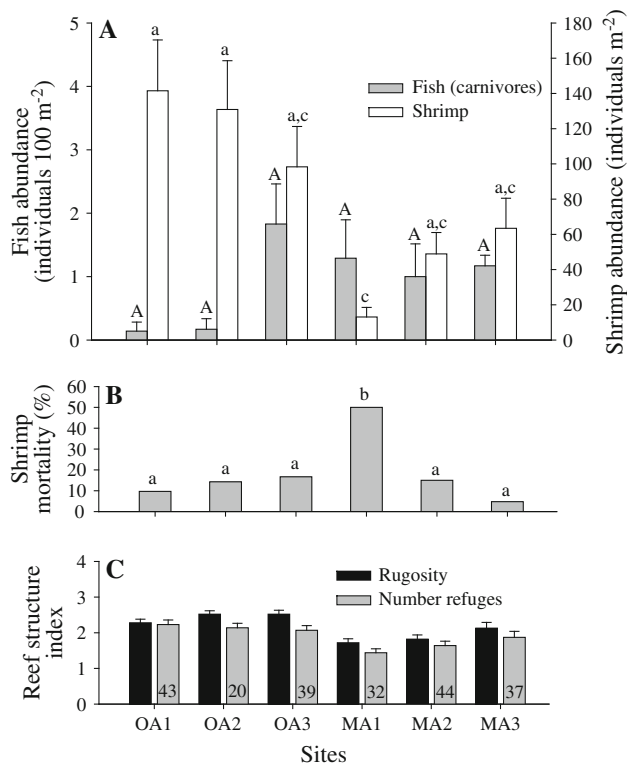 A
Fish abundance
(individuals 100 m-2)
5
4
3
2
1
0
a
a
a,c
a,c
a,c
c
A
A
A
A
A
A
Fish (carnivores)
Shrimp
180
160
140
120
100
80
60
40
20
0
Shrimp abundance (individuals m-2)
B
Shrimp
mortality (%)
60
50
40
30
20
10
0
a
a
a
b
a
a
C
Reef structure
index
4
3
2
1
0
Rugosity
Number refuges
43
20
39
32
44
37
OA1
OA2
OA3
MA1
MA2
MA3
Sites